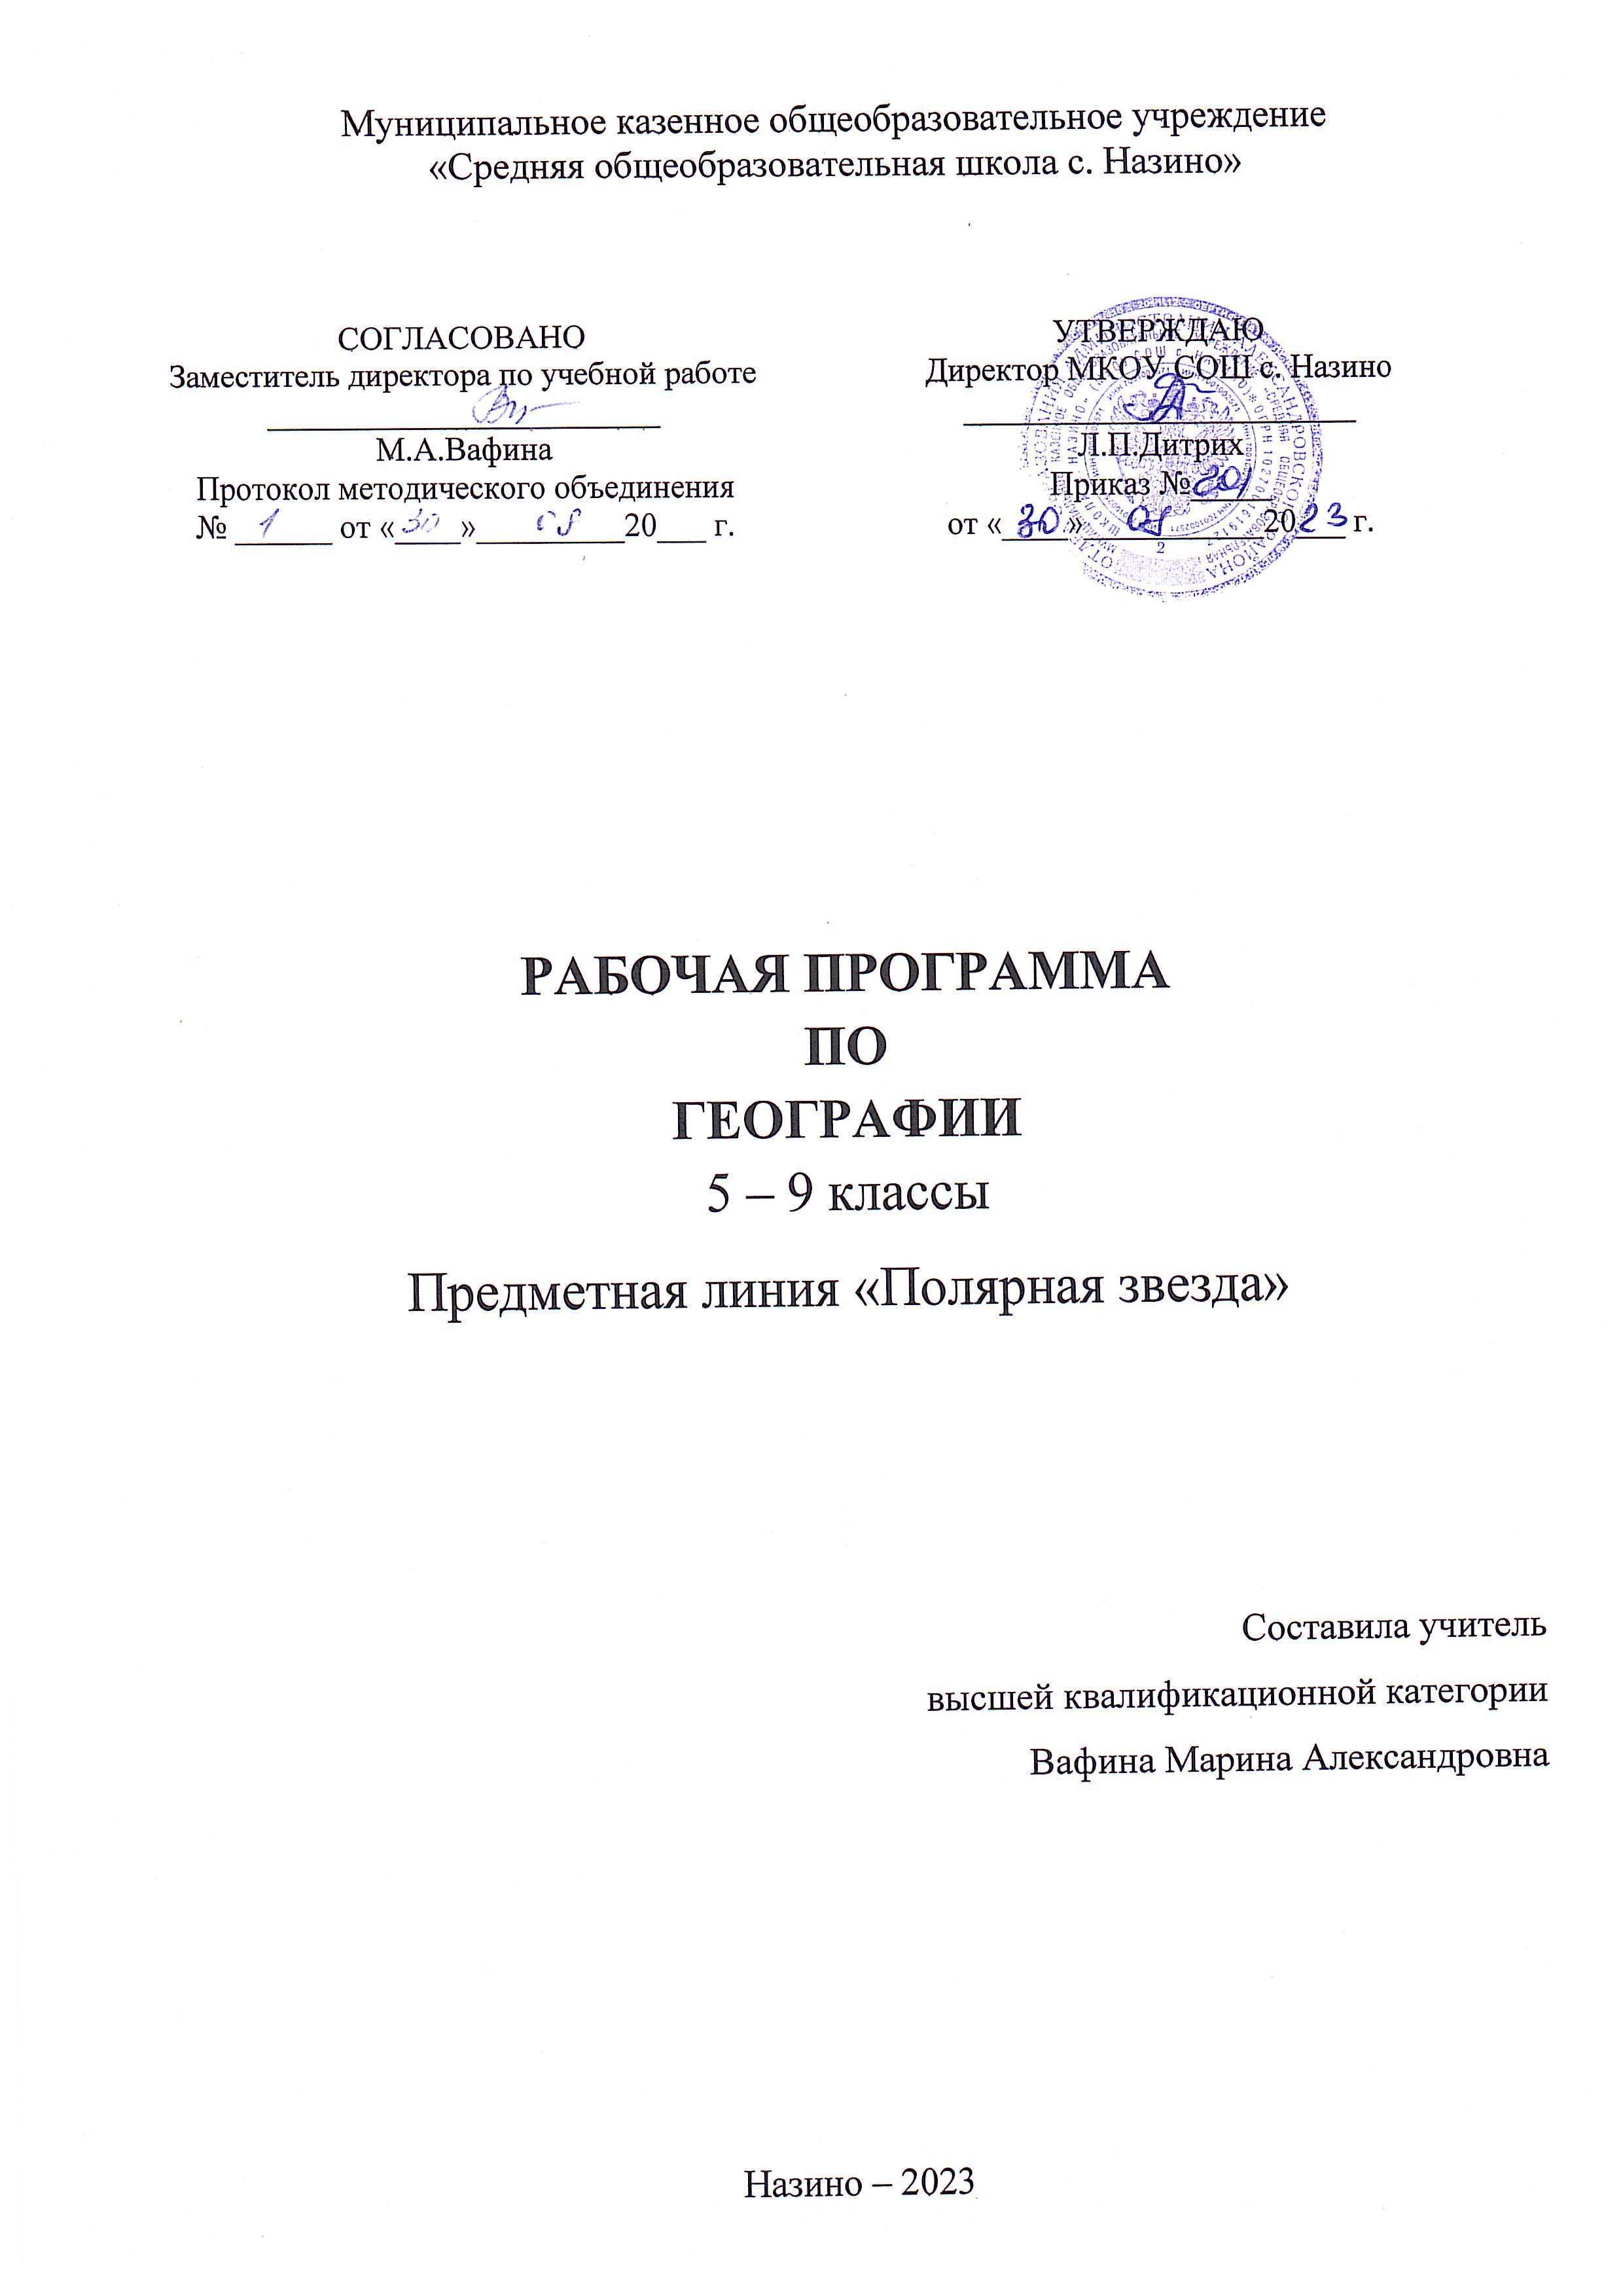 Муниципальное казенное общеобразовательное учреждение
«Средняя общеобразовательная школа с. Назино»
СОГЛАСОВАНО
Заместитель директора по учебной работе
М.А.Вафина
Протокол методического объединения
№ 1 от «30» 08 20___ г.
УТВЕРЖДАЮ
Директор МКОУ СОШ с. Назино
Л.П.Дитрих
Приказ №201
от «30» 08 2023 г.
РАБОЧАЯ ПРОГРАММА
ПО
ГЕОГРАФИИ
5 – 9 классы
Предметная линия «Полярная звезда»
Составила учитель
высшей квалификационной категории
Вафина Марина Александровна
Назино – 2023